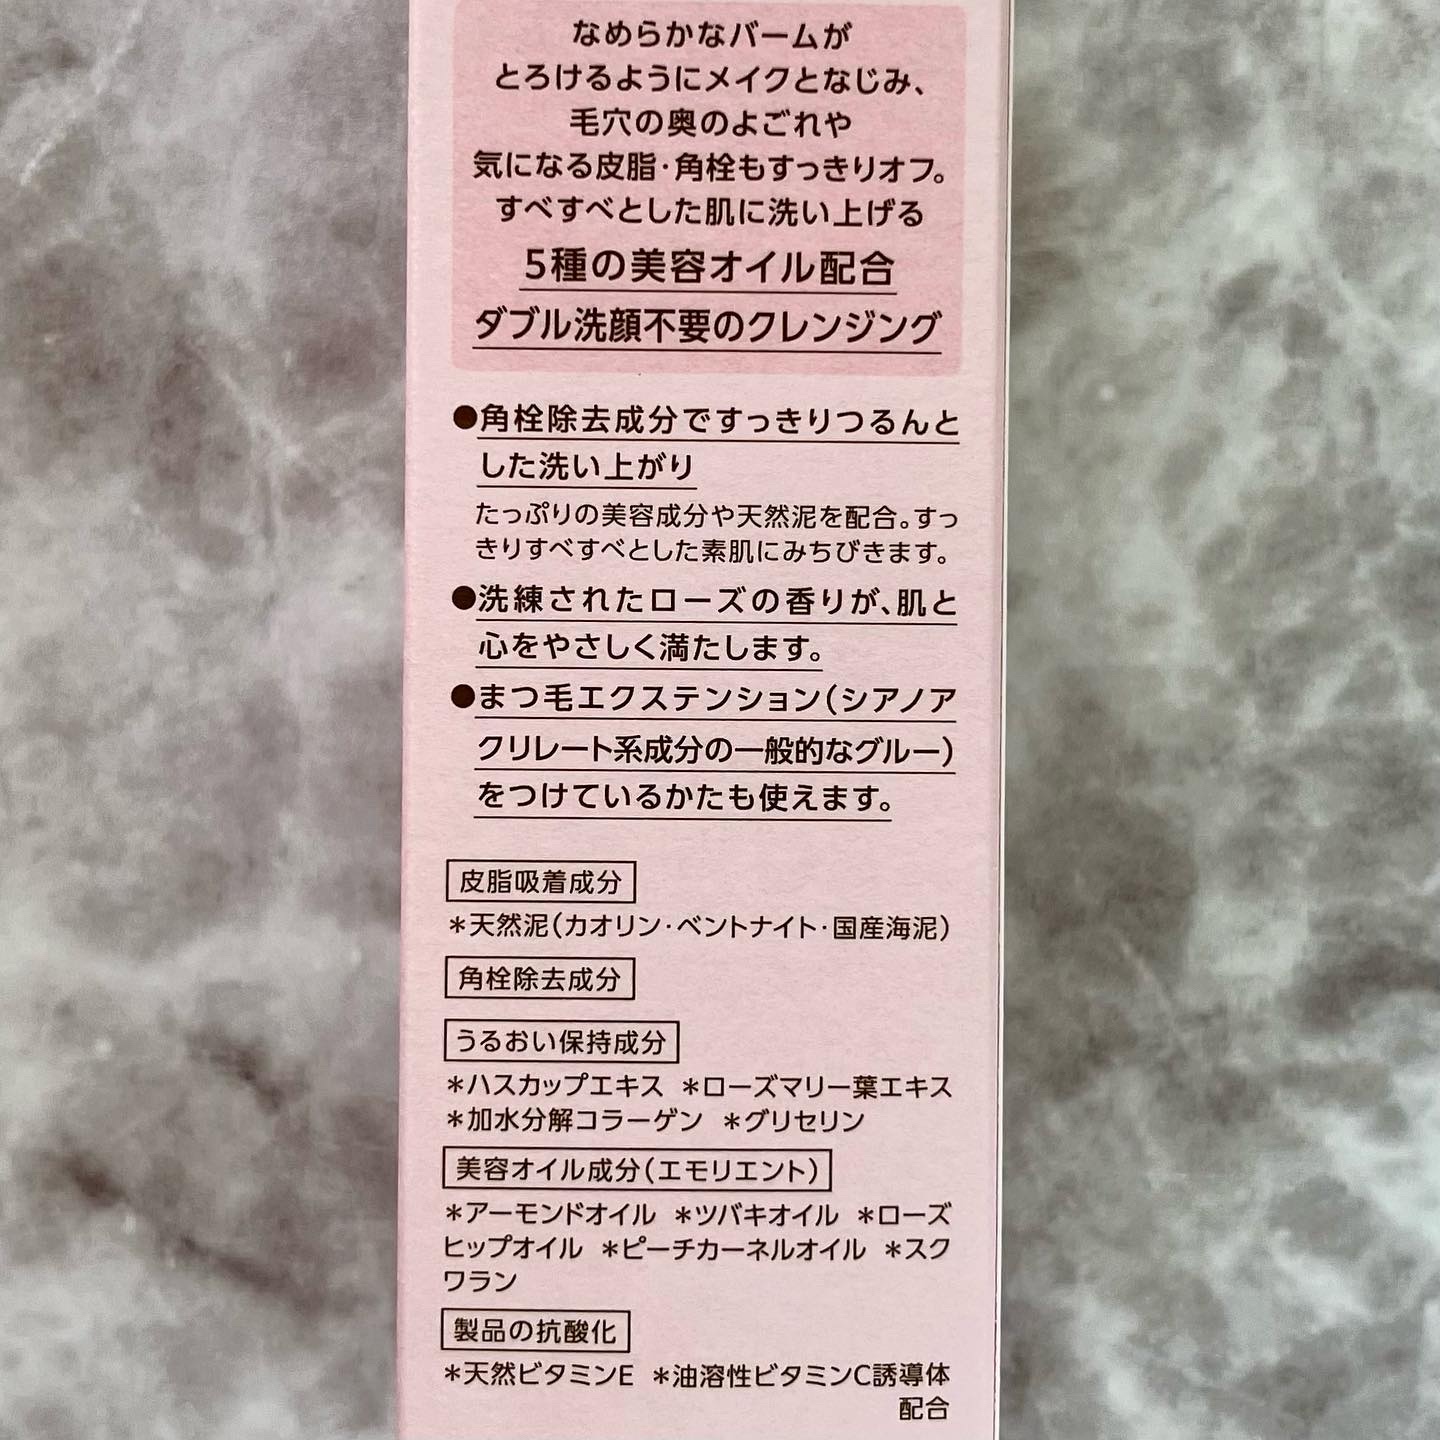 なめらかなバームが
とろけるようにメイクとなじみ、
毛穴の奥のよごれや
気になる皮脂・角栓もすっきりオフ。
すべすべとした肌に洗い上げる
5種の美容オイル配合
ダブル洗顔不要のクレンジング
●角栓除去成分ですっきりつるんと
した洗い上がり
たっぷりの美容成分や天然泥を配合。すっ
きりすべすべとした素肌にみちびきます。
●洗練されたローズの香りが、肌と
心をやさしく満たします。
●まつ毛エクステンション(シアノア
クリレート系成分の一般的なグルー)
をつけているかたも使えます。
皮脂吸着成分
*天然泥(カオリン・ベントナイト・国産海泥)
角栓除去成分
うるおい保持成分
*ハスカップエキス *ローズマリー葉エキス
*加水分解コラーゲン *グリセリン
美容オイル成分(エモリエント)
*アーモンドオイル *ツバキオイル *ローズ
ヒップオイル *ピーチカーネルオイル *スク
ワラン
製品の抗酸化
*天然ビタミンE *油溶性ビタミンC誘導体
配合